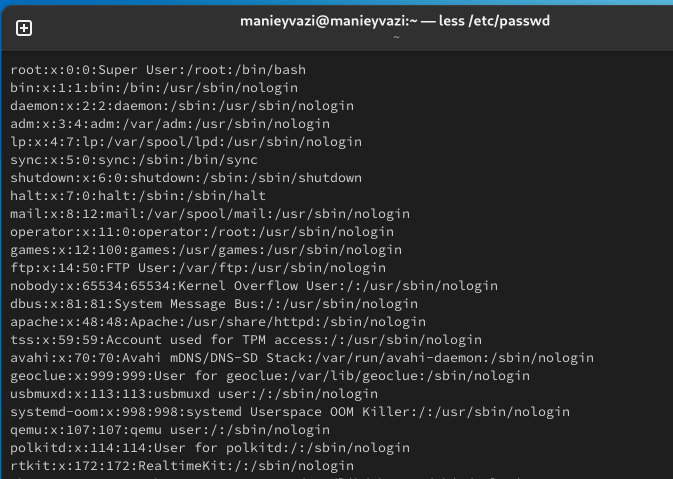 manieyvazi@manieyvazi:~ — less /etc/passwd
~
root:x:0:0:Super User:/root:/bin/bash
bin:x:1:1:bin:/bin:/usr/sbin/nologin
daemon:x:2:2:daemon:/sbin:/usr/sbin/nologin
adm:x:3:4:adm:/var/adm:/usr/sbin/nologin
lp:x:4:7:lp:/var/spool/lpd:/usr/sbin/nologin
sync:x:5:0:sync:/sbin:/bin/sync
shutdown:x:6:0:shutdown:/sbin:/sbin/shutdown
halt:x:7:0:halt:/sbin:/sbin/halt
mail:x:8:12:mail:/var/spool/mail:/usr/sbin/nologin
operator:x:11:0:operator:/root:/usr/sbin/nologin
games:x:12:100:games:/usr/games:/usr/sbin/nologin
ftp:x:14:50:FTP User:/var/ftp:/usr/sbin/nologin
nobody:x:65534:65534:Kernel Overflow User:/:/usr/sbin/nologin
dbus:x:81:81:System Message Bus:/:/usr/sbin/nologin
apache:x:48:48:Apache:/usr/share/httpd:/sbin/nologin
tss:x:59:59:Account used for TPM access:/:/usr/sbin/nologin
avahi:x:70:70:Avahi mDNS/DNS-SD Stack:/var/run/avahi-daemon:/sbin/nologin
geoclue:x:999:999:User for geoclue:/var/lib/geoclue:/sbin/nologin
usbmuxd:x:113:113:usbmuxd user:/:/sbin/nologin
systemd-oom:x:998:998:systemd Userspace OOM Killer:/:/usr/sbin/nologin
qemu:x:107:107:qemu user:/:/sbin/nologin
polkitd:x:114:114:User for polkitd:/:/sbin/nologin
rtkit:x:172:172:RealtimeKit:/:/sbin/nologin